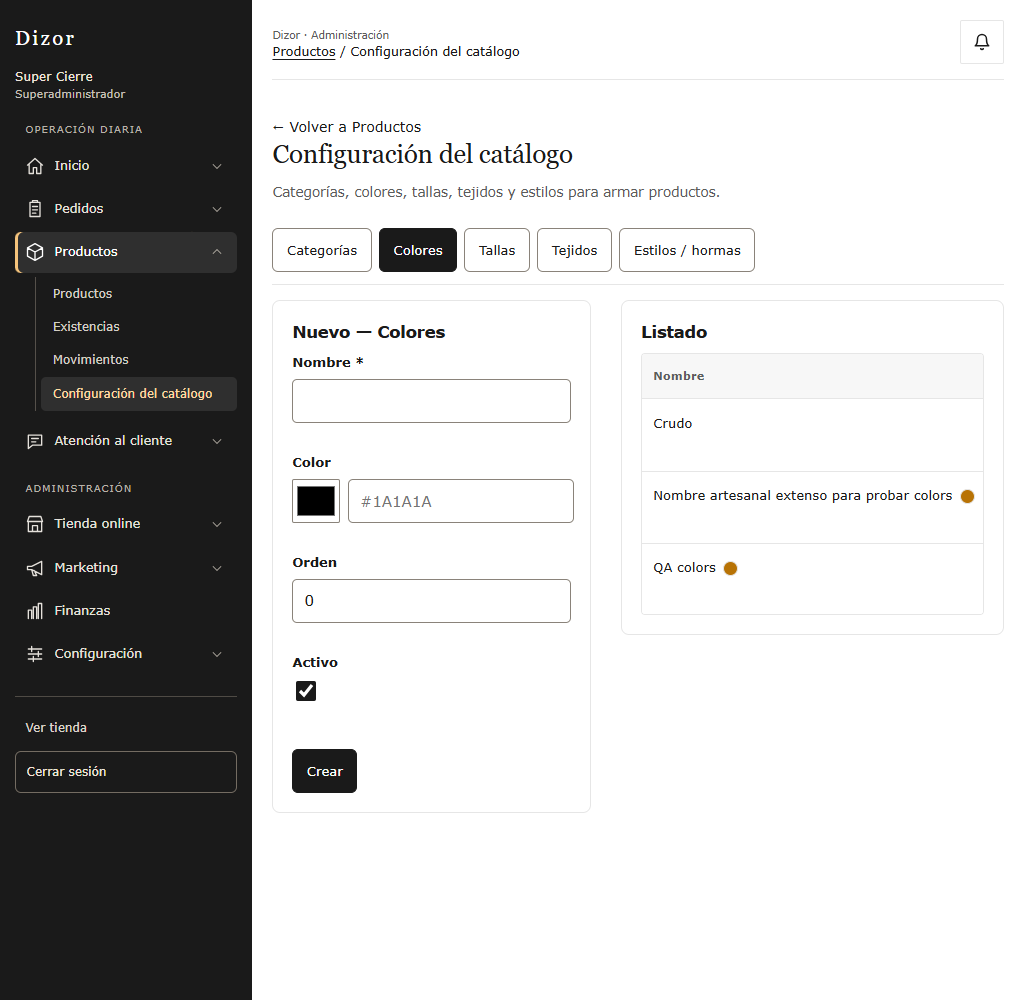 Dizor
Super Cierre
Superadministrador
OPERACIÓN DIARIA
Inicio
Pedidos
Productos
Productos
Existencias
Movimientos
Configuración del catálogo
Atención al cliente
ADMINISTRACIÓN
Tienda online
Marketing
Finanzas
Configuración
Ver tienda
Cerrar sesión
Dizor · Administración
Productos / Configuración del catálogo
← Volver a Productos
Configuración del catálogo
Categorías, colores, tallas, tejidos y estilos para armar productos.
Categorías Colores Tallas Tejidos Estilos / hormas
Nuevo — Colores
Nombre *
Color
#1A1A1A
Orden
0
Activo
Crear
Listado
Nombre
Crudo
Nombre artesanal extenso para probar colors
QA colors